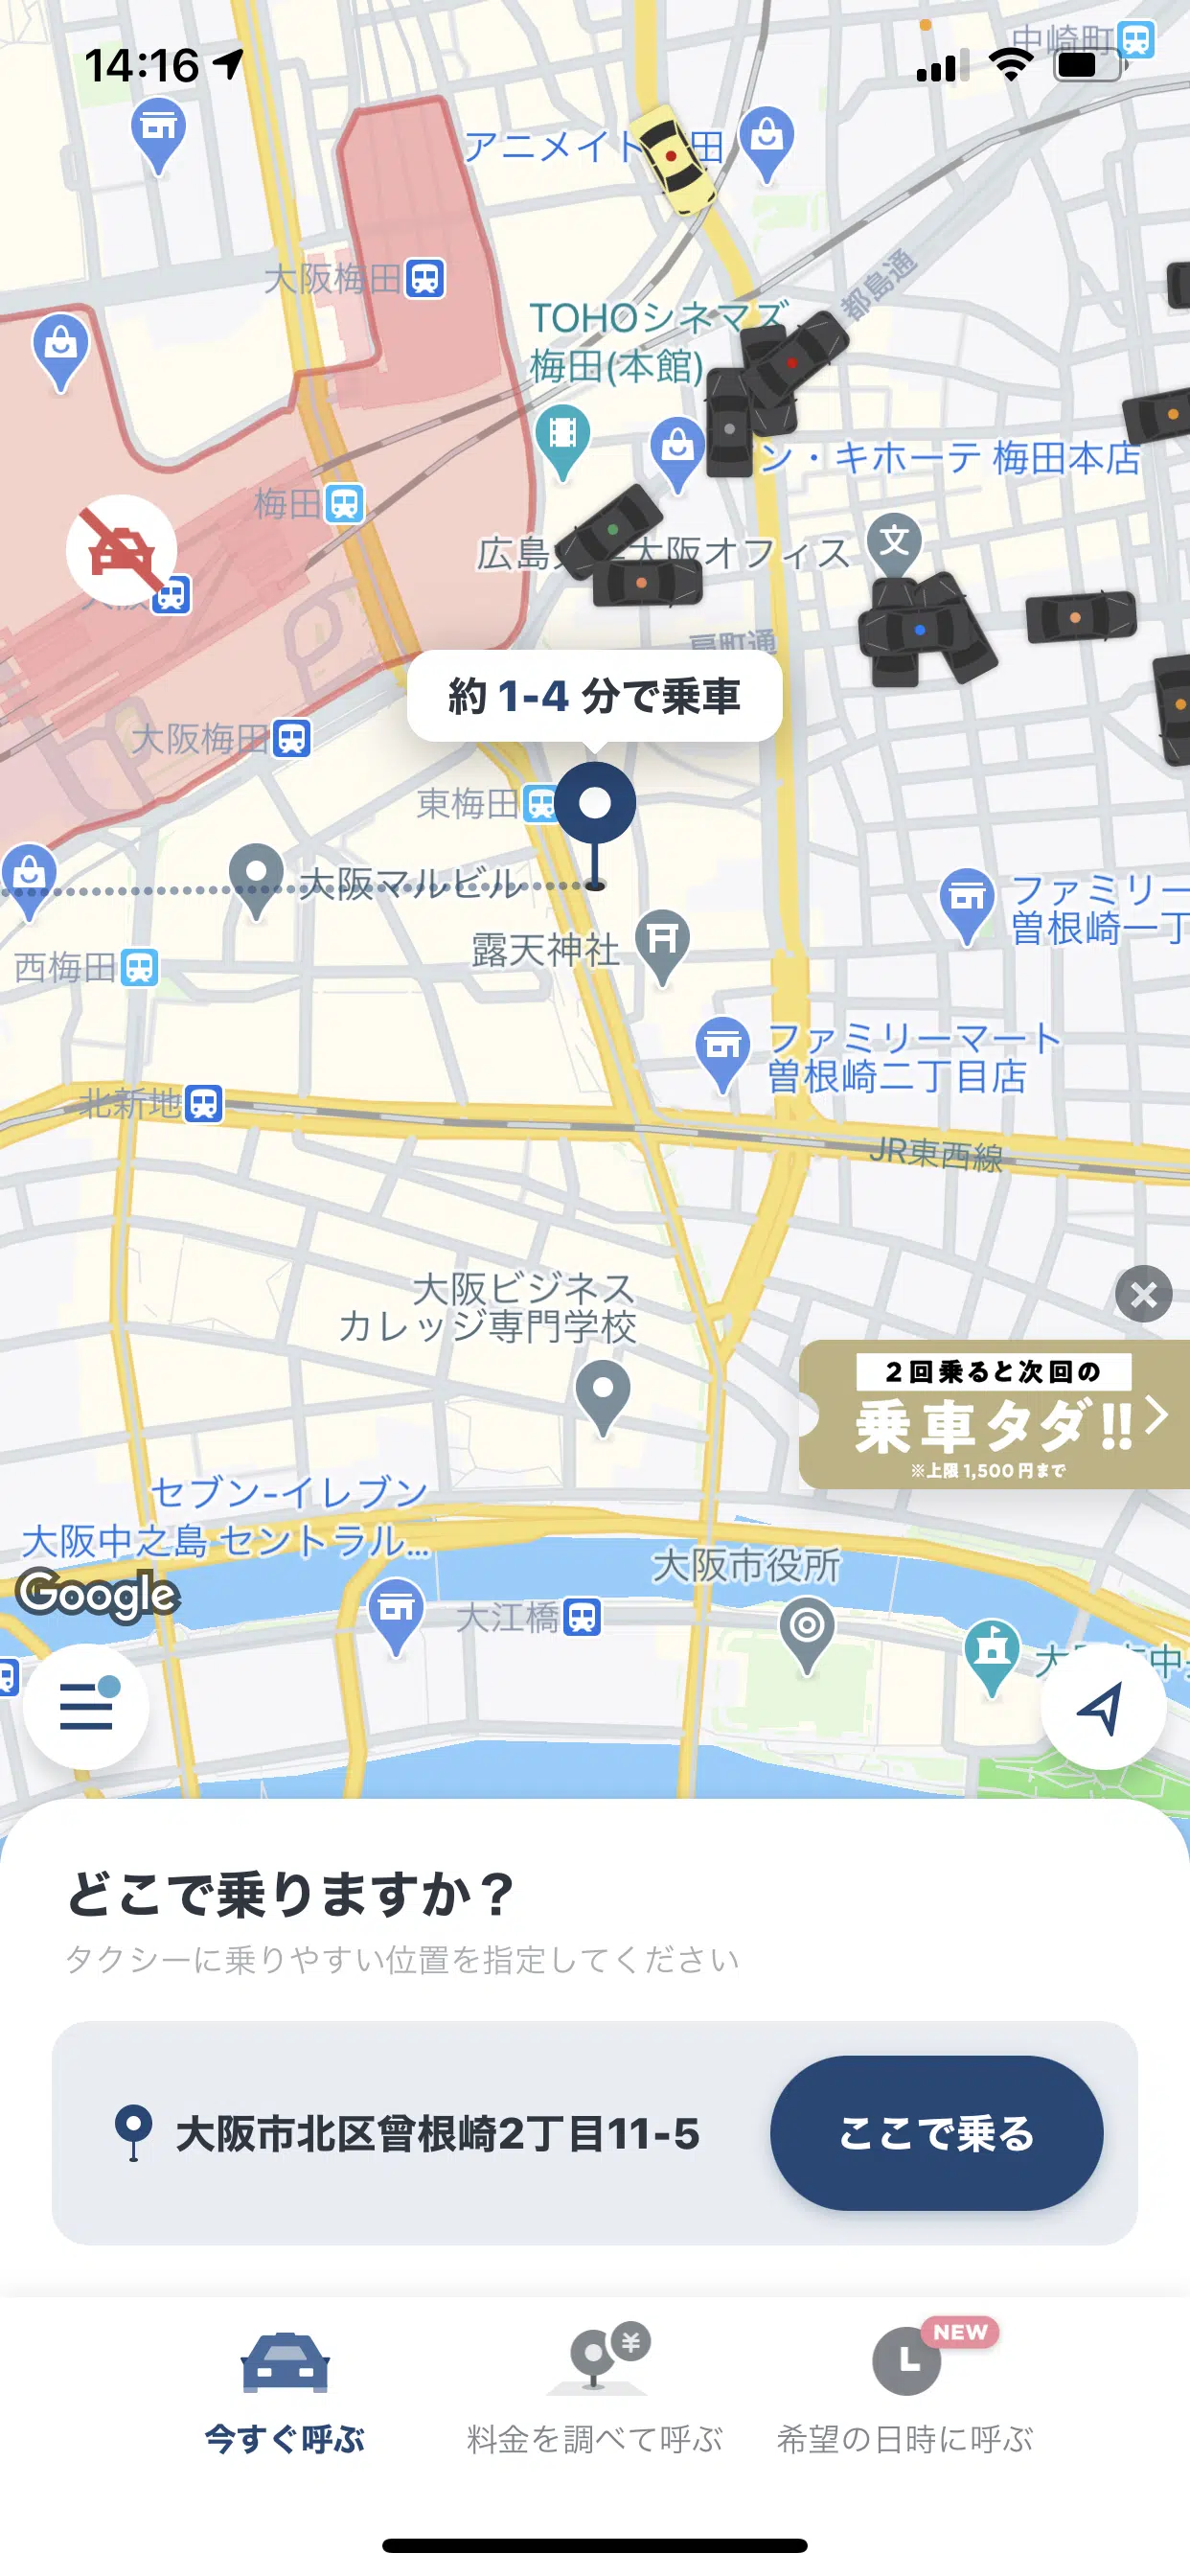 14:16
中崎町
アニメイト
田
大阪梅田
都島通
TOHOシネマズ
梅田(本館)
ン・キホーテ 梅田本店
梅田
広島
大阪オフィス
扇町通
約 1-4 分で乗車
大阪梅田
東梅田
大阪マルビル
ファミリー
曽根崎一丁
露天神社
西梅田
ファミリーマート
曽根崎二丁目店
北新地
JR東西線
大阪ビジネス
カレッジ専門学校
2回乗ると次回の
乗車タダ!!
※上限1,500円まで
セブン-イレブン
大阪中之島 セントラル...
大阪市役所
Google
大江橋
どこで乗りますか？
タクシーに乗りやすい位置を指定してください
大阪市北区曾根崎2丁目11-5
ここで乗る
NEW
今すぐ呼ぶ
料金を調べて呼ぶ
希望の日時に呼ぶ